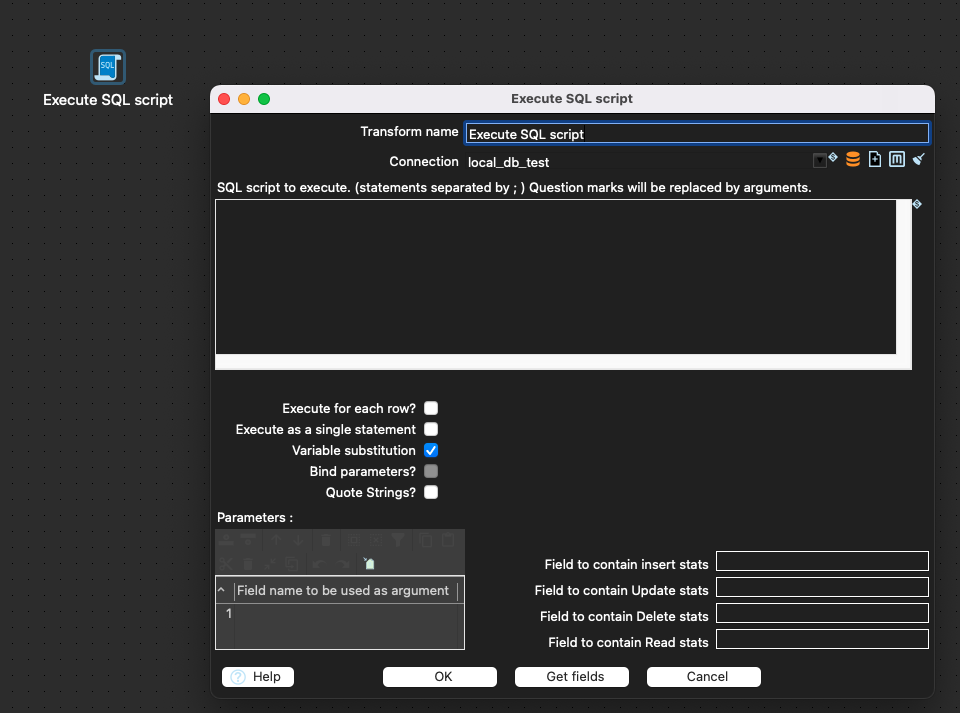 SQL
Execute SQL script
Execute SQL script
Transform name
Execute SQL script
Connection
local_db_test
SQL script to execute. (statements separated by ; ) Question marks will be replaced by arguments.
Execute for each row?
Execute as a single statement
Variable substitution
Bind parameters?
Quote Strings?
Parameters :
Field name to be used as argument
1
Field to contain insert stats
Field to contain Update stats
Field to contain Delete stats
Field to contain Read stats
? Help
OK
Get fields
Cancel